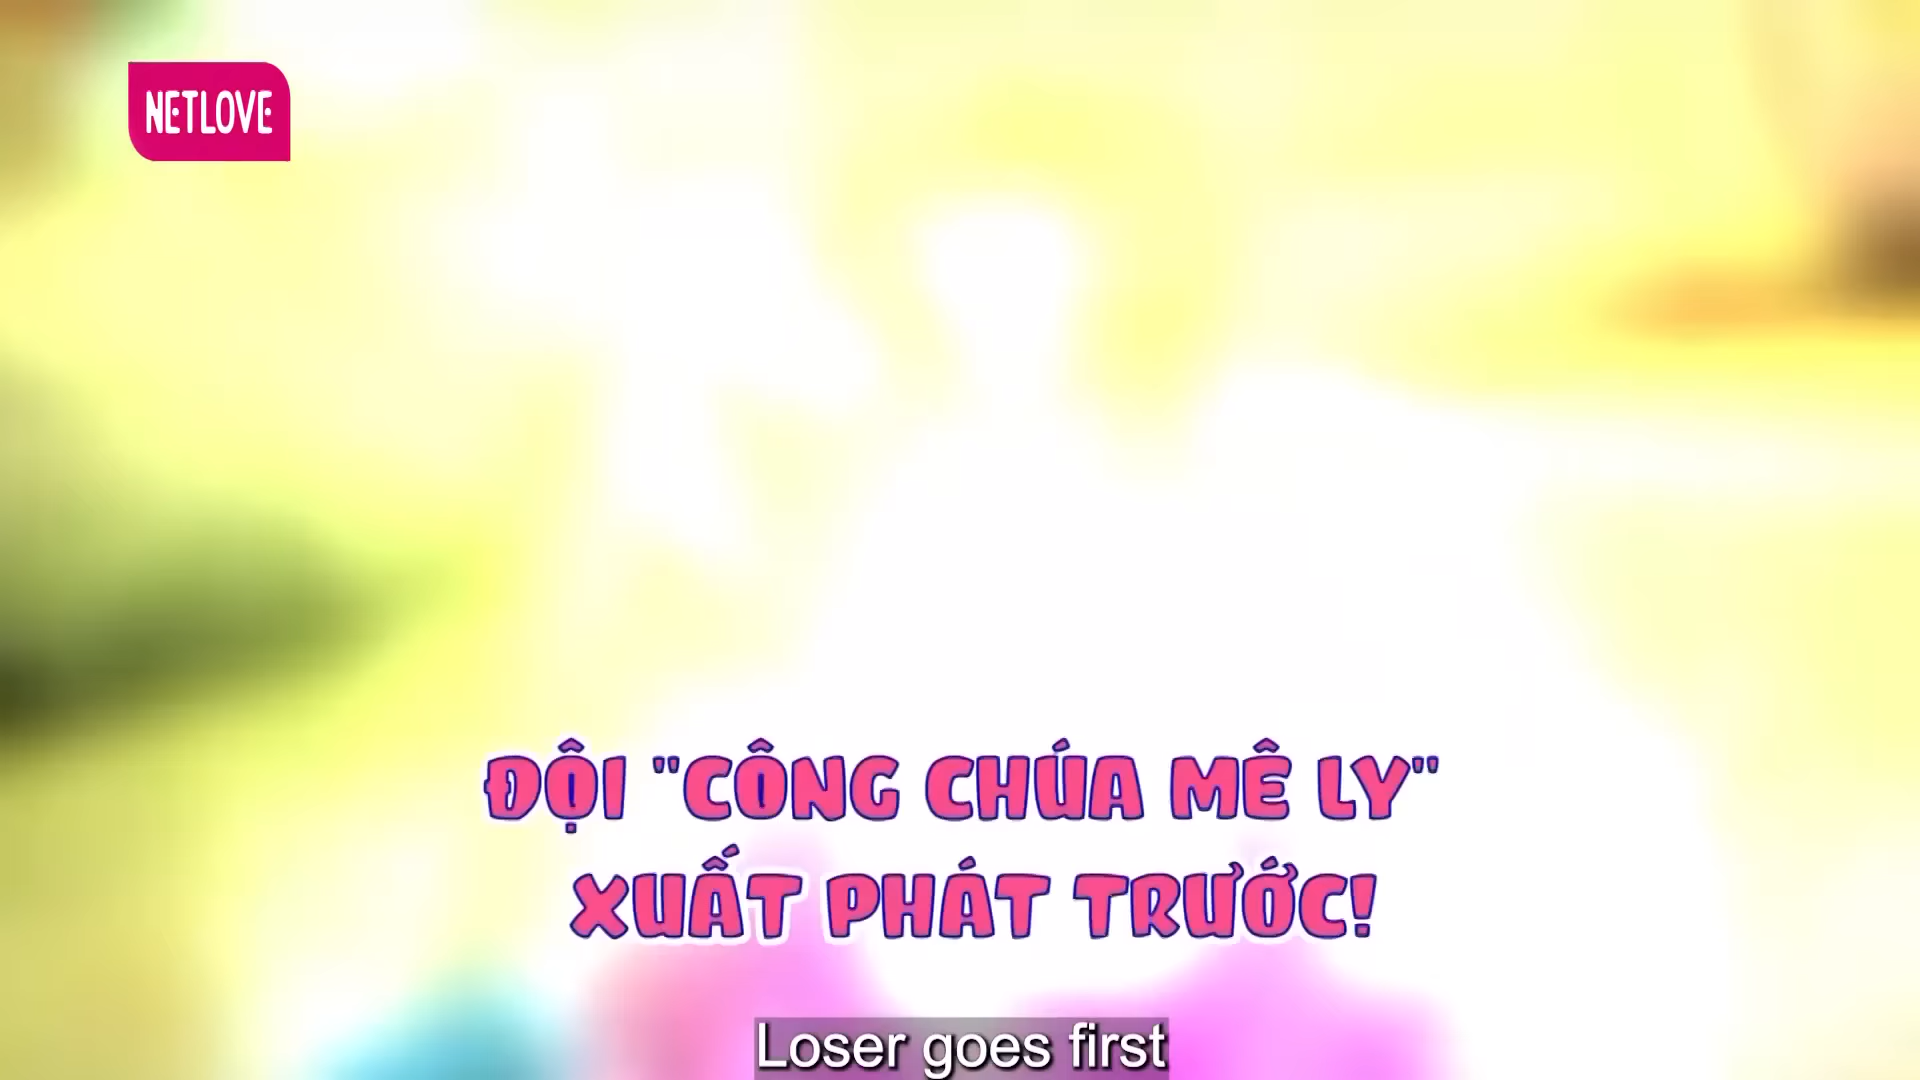 NETLOVE
ĐỘI "CÔNG CHÚA MÊ LY"
XUẤT PHÁT TRƯỚC!
Loser goes first